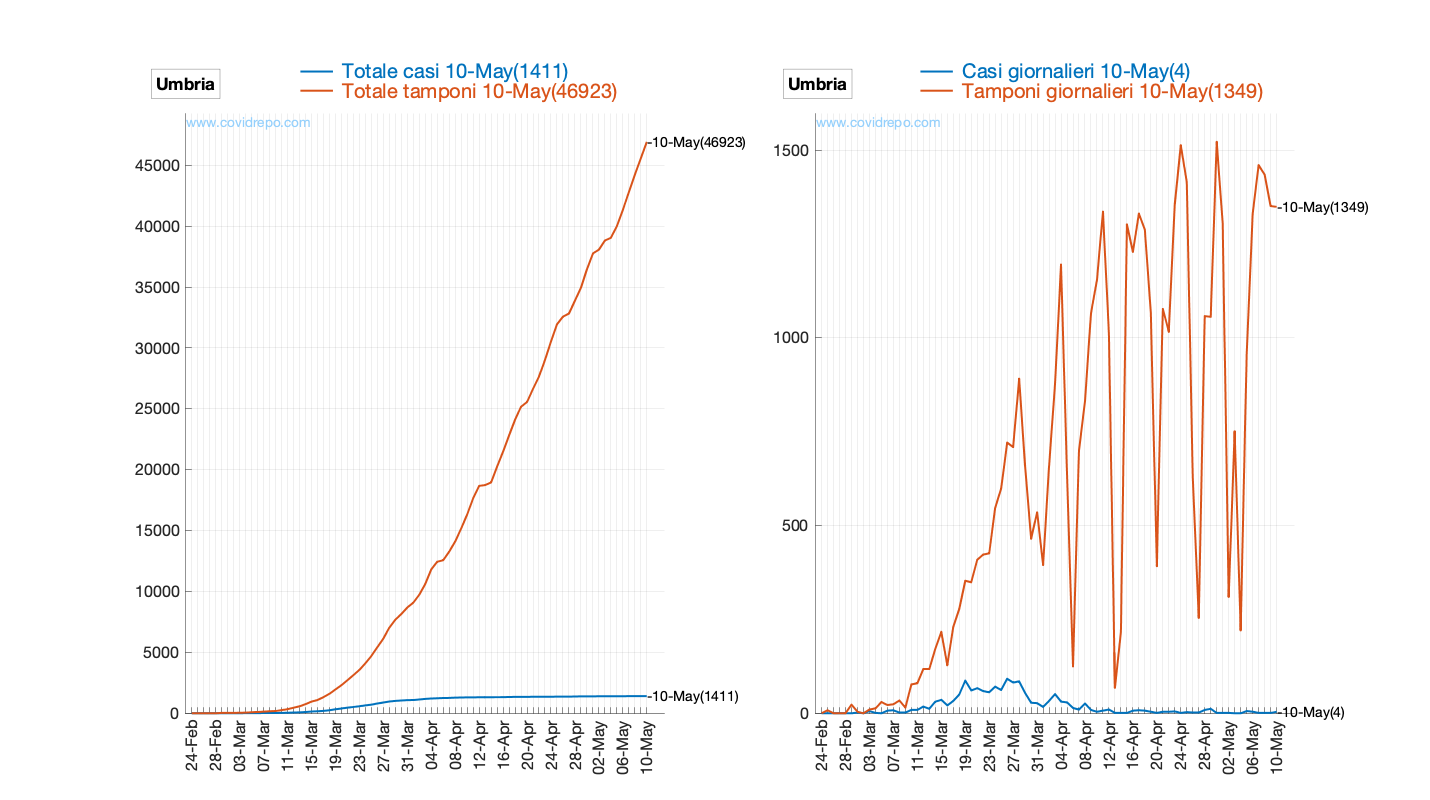 Umbria
Totale casi 10-May(1411)
Totale tamponi 10-May(46923)
www.covidrepo.com
10-May(46923)
45000
40000
35000
30000
25000
20000
15000
10000
5000
0
10-May(1411)
24-Feb
28-Feb
03-Mar
07-Mar
11-Mar
15-Mar
19-Mar
23-Mar
27-Mar
31-Mar
04-Apr
08-Apr
12-Apr
16-Apr
20-Apr
24-Apr
28-Apr
02-May
06-May
10-May
Umbria
Casi giornalieri 10-May(4)
Tamponi giornalieri 10-May(1349)
www.covidrepo.com
1500
10-May(1349)
1000
500
0
10-May(4)
24-Feb
28-Feb
03-Mar
07-Mar
11-Mar
15-Mar
19-Mar
23-Mar
27-Mar
31-Mar
04-Apr
08-Apr
12-Apr
16-Apr
20-Apr
24-Apr
28-Apr
02-May
06-May
10-May